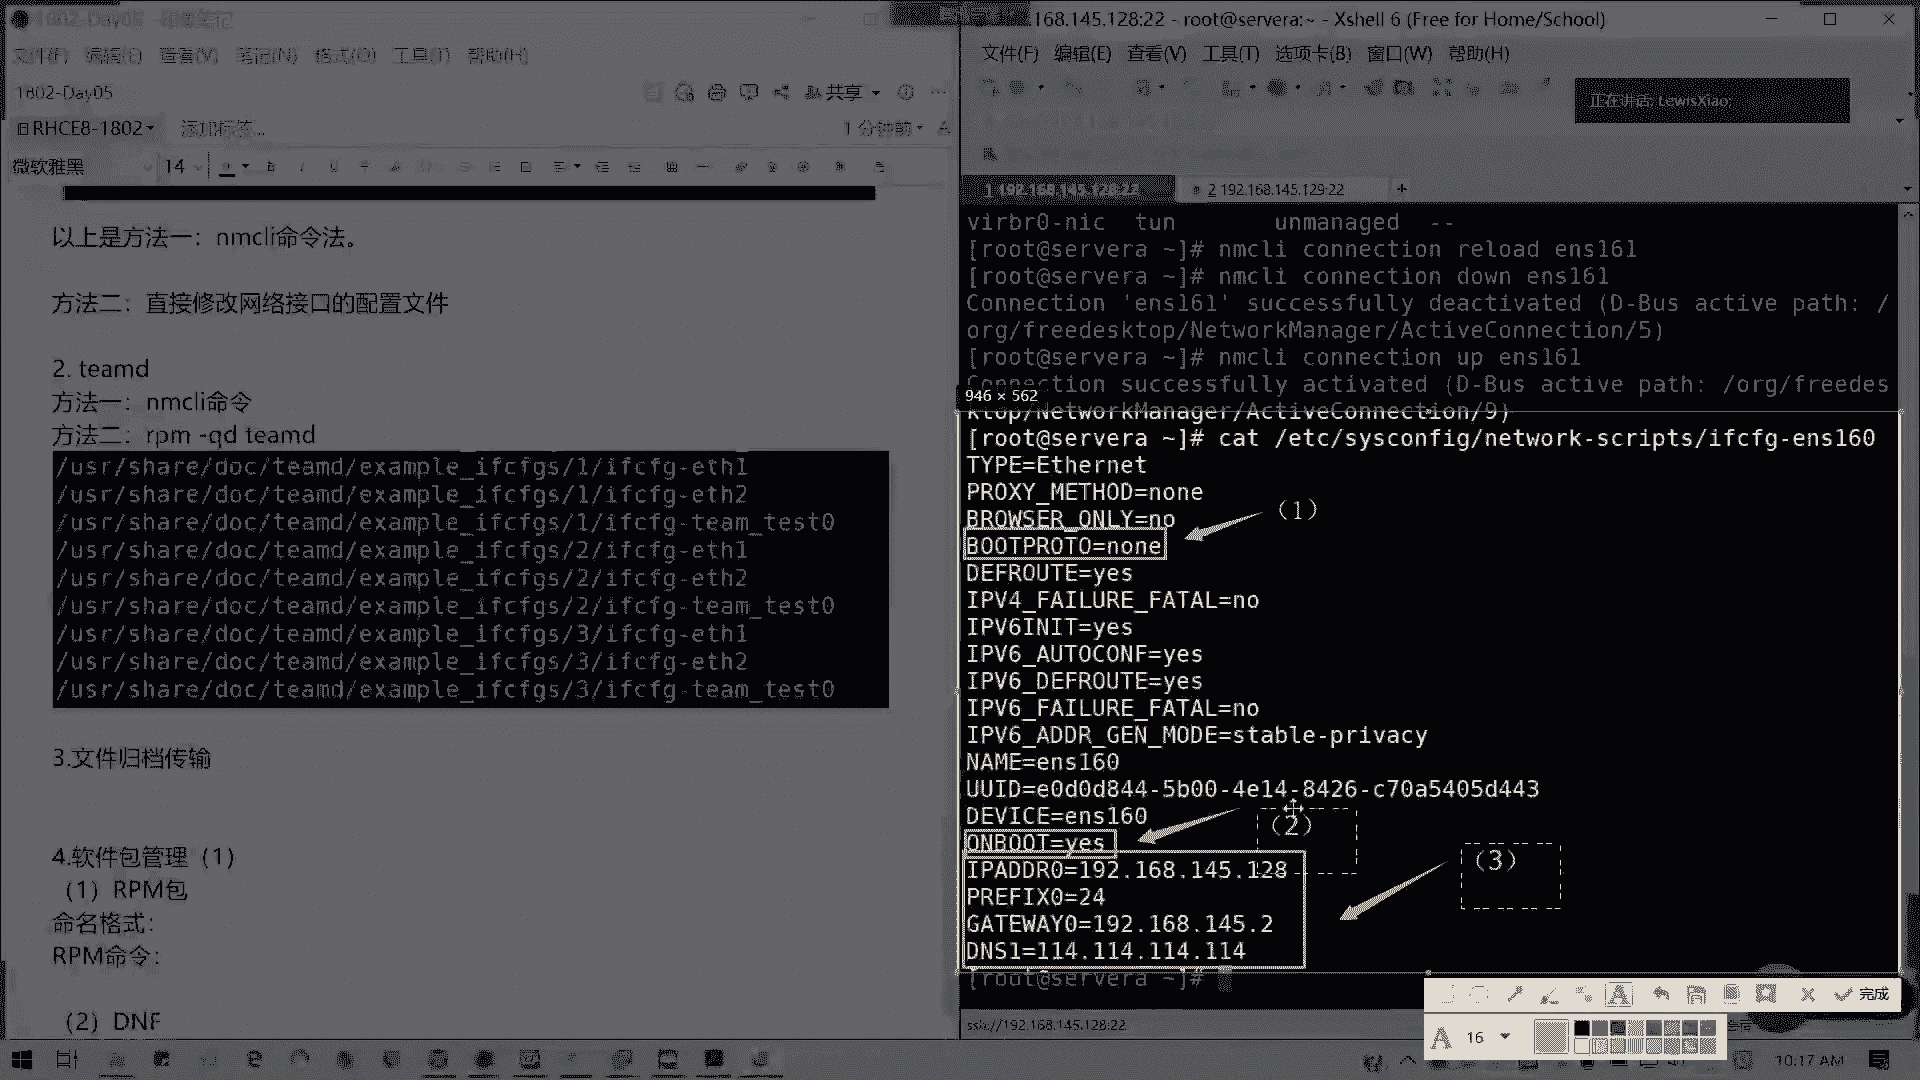 1802-Day05
文件(F) 编辑(E) 查看(V) 笔记(N) 格式(O) 工具(T) 帮助(H)
1802-Day05
共享
RHCE8-1802
添加标签...
1 分钟前
微软雅黑
14
以上是方法一：nmcli命令法。
方法二：直接修改网络接口的配置文件
2. teamd
方法一：nmcli命令
方法二：rpm -qd teamd
/usr/share/doc/teamd/example_ifcfgs/1/ifcfg-eth1
/usr/share/doc/teamd/example_ifcfgs/1/ifcfg-eth2
/usr/share/doc/teamd/example_ifcfgs/1/ifcfg-team_test0
/usr/share/doc/teamd/example_ifcfgs/2/ifcfg-eth1
/usr/share/doc/teamd/example_ifcfgs/2/ifcfg-eth2
/usr/share/doc/teamd/example_ifcfgs/2/ifcfg-team_test0
/usr/share/doc/teamd/example_ifcfgs/3/ifcfg-eth1
/usr/share/doc/teamd/example_ifcfgs/3/ifcfg-eth2
/usr/share/doc/teamd/example_ifcfgs/3/ifcfg-team_test0
3.文件归档传输
4.软件包管理（1）
（1）RPM包
命名格式：
RPM命令：
（2）DNF
168.145.128:22 - root@servera:~ - Xshell 6 (Free for Home/School)
文件(F) 编辑(E) 查看(V) 工具(T) 选项卡(B) 窗口(W) 帮助(H)
正在讲话: LewisXiao;
1 192.168.145.128:22
2 192.168.145.129:22
+
virbr0-nic tun unmanaged --
[root@servera ~]# nmcli connection reload ens161
[root@servera ~]# nmcli connection down ens161
Connection 'ens161' successfully deactivated (D-Bus active path: /
org/freedesktop/NetworkManager/ActiveConnection/5)
[root@servera ~]# nmcli connection up ens161
Connection successfully activated (D-Bus active path: /org/freedes
946 × 562
ktop/NetworkManager/ActiveConnection/9)
[root@servera ~]# cat /etc/sysconfig/network-scripts/ifcfg-ens160
TYPE=Ethernet
PROXY_METHOD=none
BROWSER_ONLY=no
（1）
BOOTPROTO=none
DEFROUTE=yes
IPV4_FAILURE_FATAL=no
IPV6INIT=yes
IPV6_AUTOCONF=yes
IPV6_DEFROUTE=yes
IPV6_FAILURE_FATAL=no
IPV6_ADDR_GEN_MODE=stable-privacy
NAME=ens160
UUID=e0d0d844-5b00-4e14-8426-c70a5405d443
DEVICE=ens160
（2）
ONBOOT=yes
（3）
IPADDR0=192.168.145.128
PREFIX0=24
GATEWAY0=192.168.145.2
DNS1=114.114.114.114
[root@servera ~]#
完成
ssh://192.168.145.128:22
A 16
10:17 AM